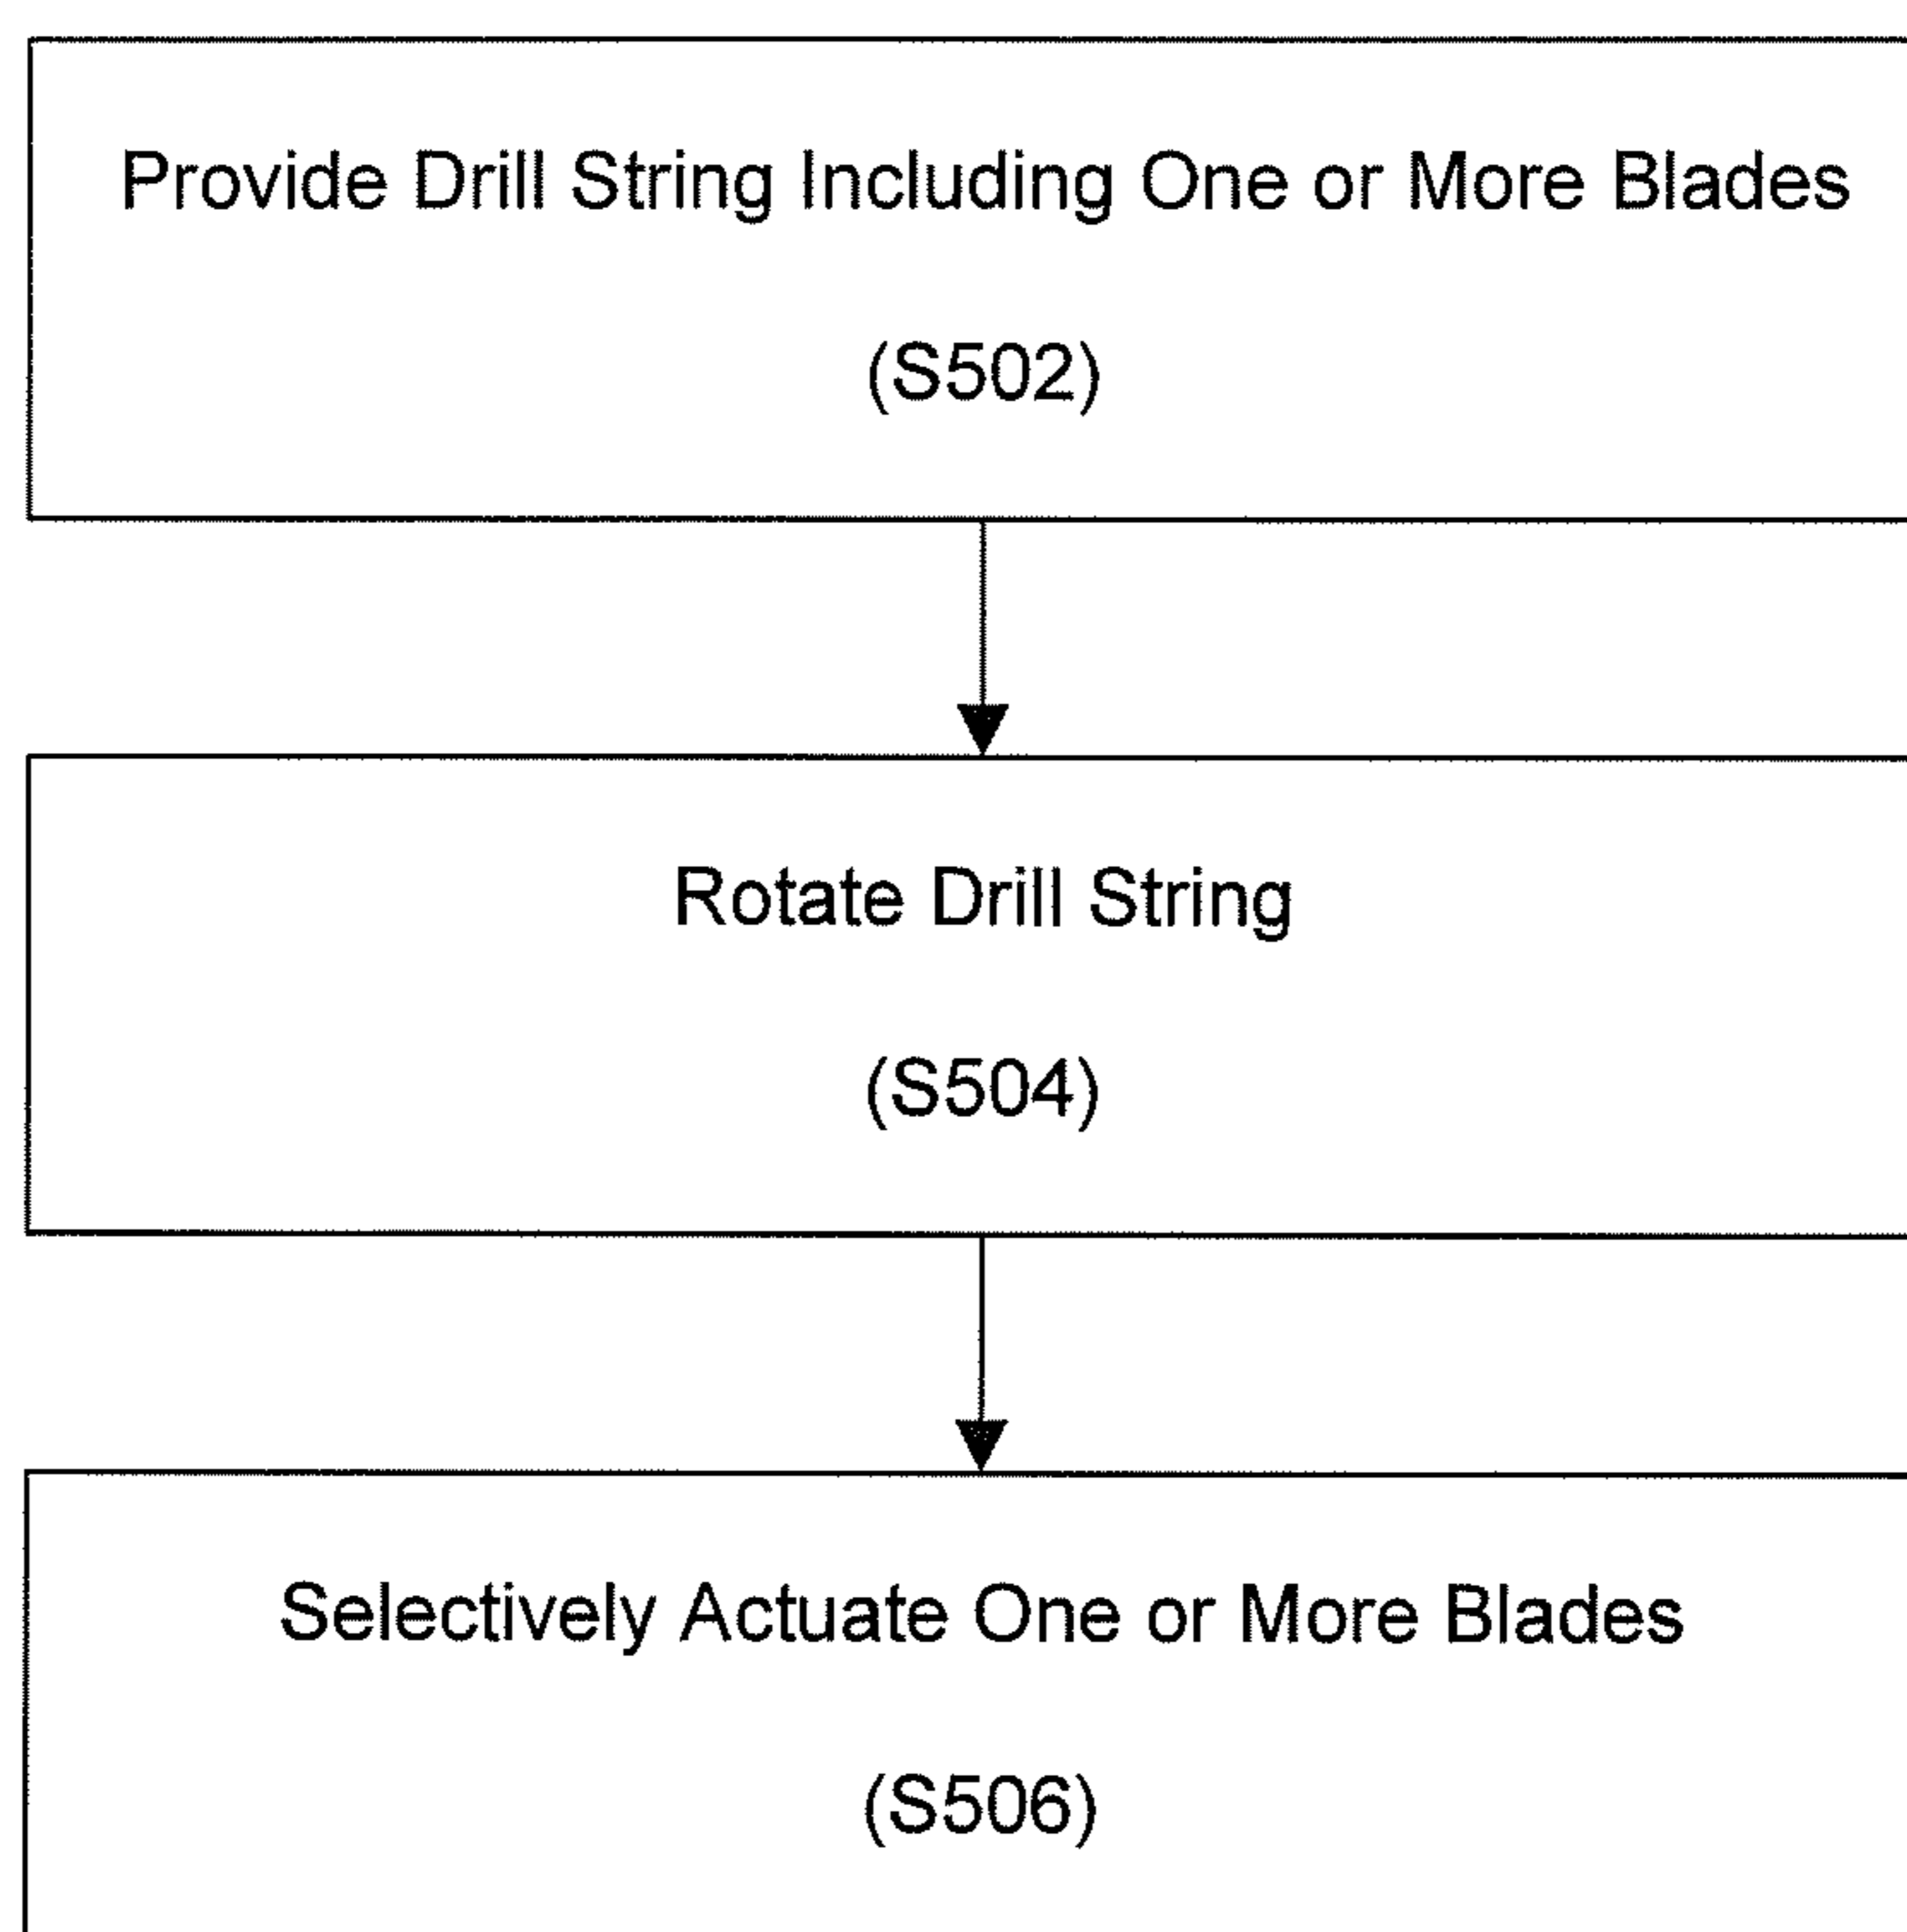 Provide Drill String Including One or More Blades
(S502)
Rotate Drill String
(S504)
Selectively Actuate One or More Blades
(S506)